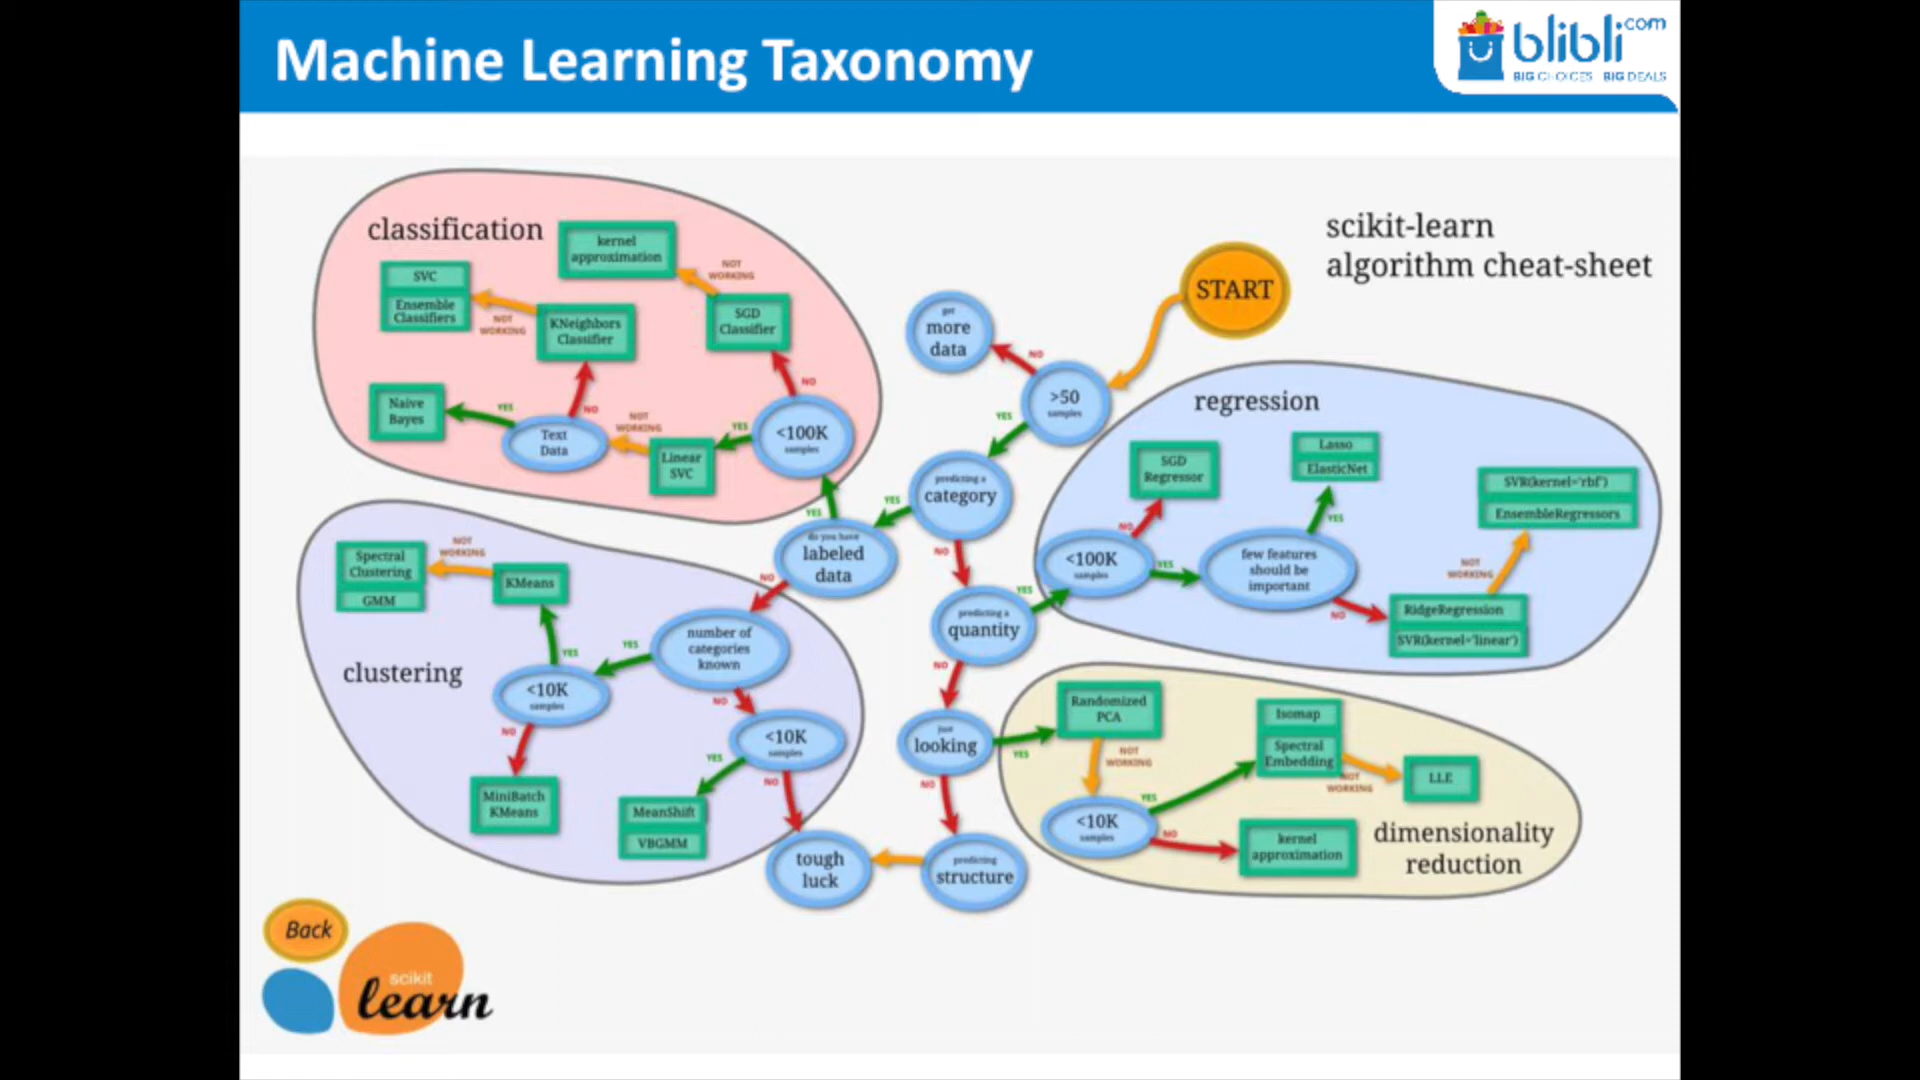 Machine Learning Taxonomy
blibli.com
BIG CHOICES BIG DEALS
scikit-learn
algorithm cheat-sheet
START
get
more
data
NO
>50
samples
YES
predicting a
category
YES
NO
do you have
labeled
data
YES
NO
predicting a
quantity
YES
NO
just
looking
YES
NO
predicting
structure
tough
luck
classification
kernel
approximation
NOT
WORKING
SGD
Classifier
NO
<100K
samples
YES
Linear
SVC
NOT
WORKING
Text
Data
YES
NO
Naive
Bayes
KNeighbors
Classifier
NOT
WORKING
SVC
Ensemble
Classifiers
clustering
number of
categories
known
YES
NO
<10K
samples
YES
NO
KMeans
NOT
WORKING
Spectral
Clustering
GMM
MiniBatch
KMeans
<10K
samples
YES
NO
MeanShift
VBGMM
regression
<100K
samples
NO
YES
SGD
Regressor
few features
should be
important
YES
NO
Lasso
ElasticNet
RidgeRegression
SVR(kernel='linear')
NOT
WORKING
SVR(kernel='rbf')
EnsembleRegressors
dimensionality
reduction
Randomized
PCA
NOT
WORKING
<10K
samples
YES
NO
Isomap
Spectral
Embedding
NOT
WORKING
LLE
kernel
approximation
Back
scikit
learn